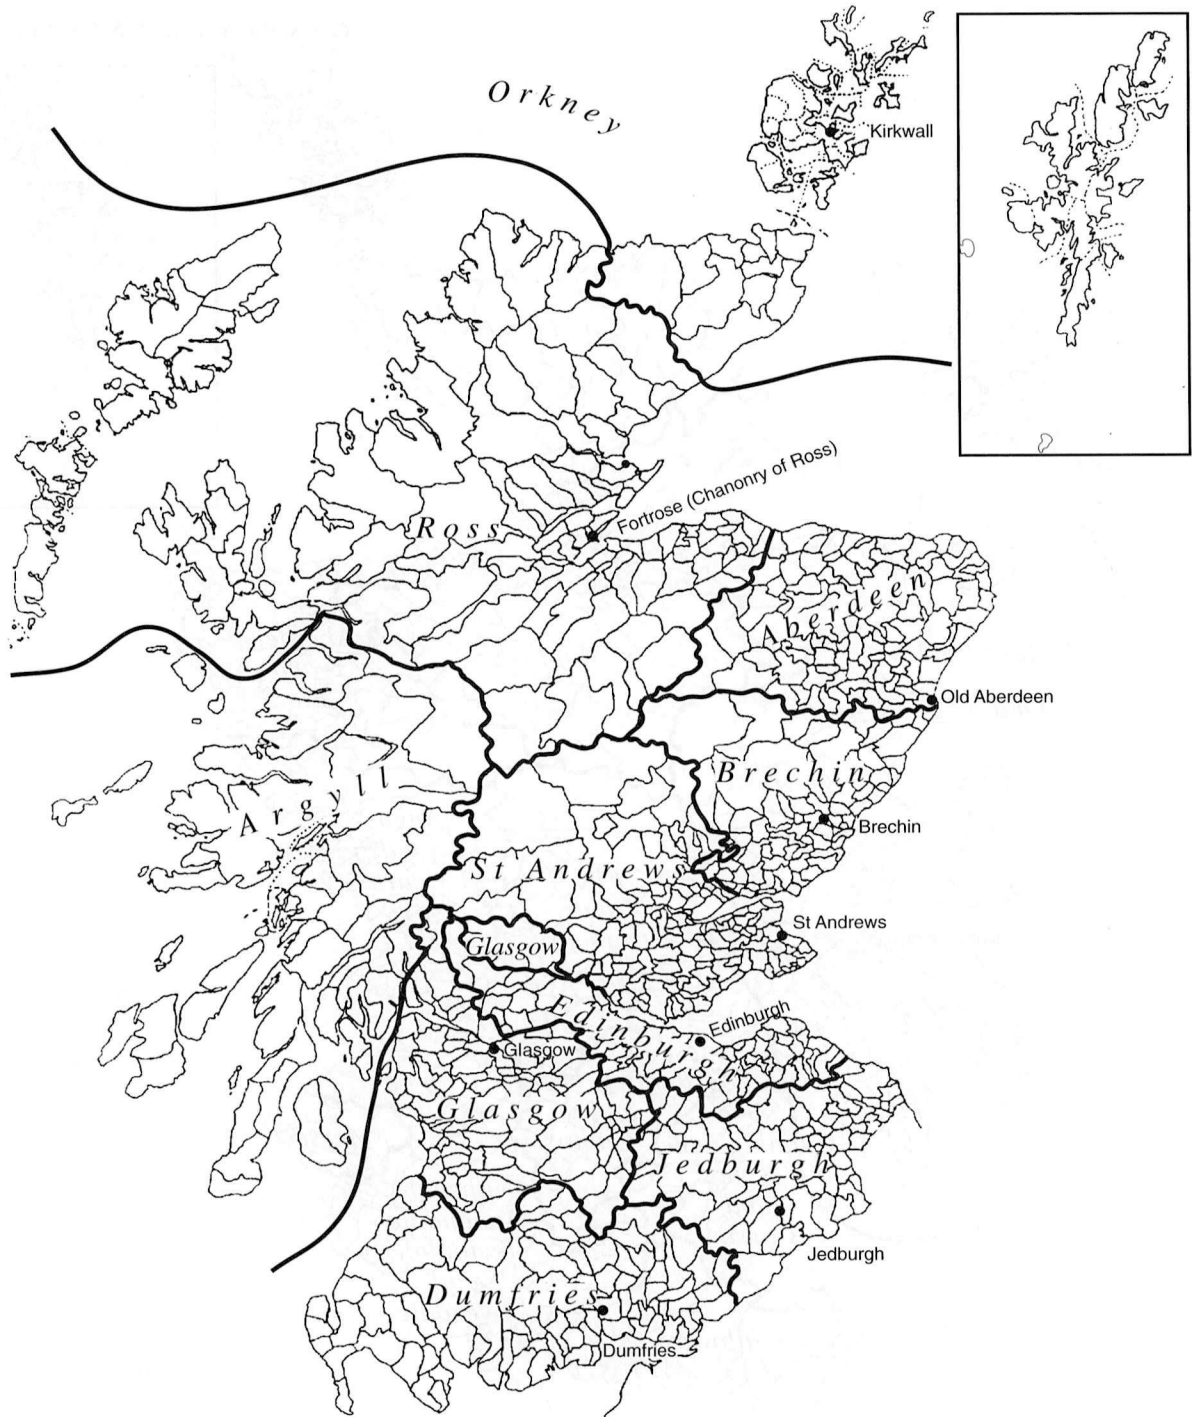 Orkney
Kirkwall
Fortrose (Chanonry of Ross)
Ross
Aberdeen
Old Aberdeen
Brechin
Argyll
Brechin
St Andrews
St Andrews
Glasgow
Edinburgh
Edinburgh
Glasgow
Glasgow
Jedburgh
Jedburgh
Dumfries
Dumfries